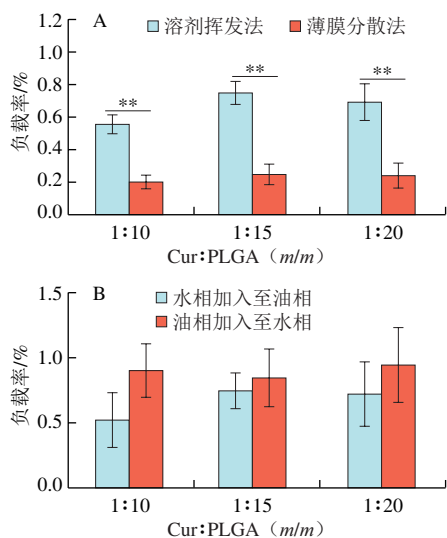 A
溶剂挥发法 薄膜分散法
1.0
0.8
0.6
0.4
0.2
0.0
负载率/%
** ** **
1∶10 1∶15 1∶20
Cur∶PLGA（m/m）
B
水相加入至油相
油相加入至水相
1.5
1.0
0.5
0.0
负载率/%
1∶10 1∶15 1∶20
Cur∶PLGA（m/m）